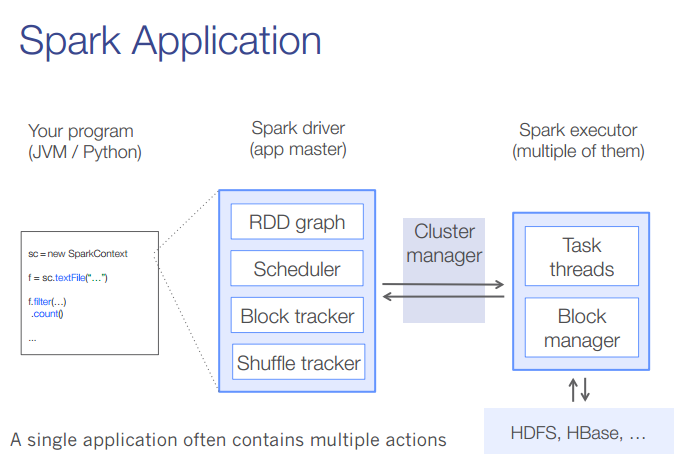 Spark Application
Your program
(JVM / Python)
sc = new SparkContext
f = sc.textFile(“…”)
f.filter(…)
.count()
...
Spark driver
(app master)
RDD graph
Scheduler
Block tracker
Shuffle tracker
Cluster
manager
Spark executor
(multiple of them)
Task
threads
Block
manager
HDFS, HBase, …
A single application often contains multiple actions